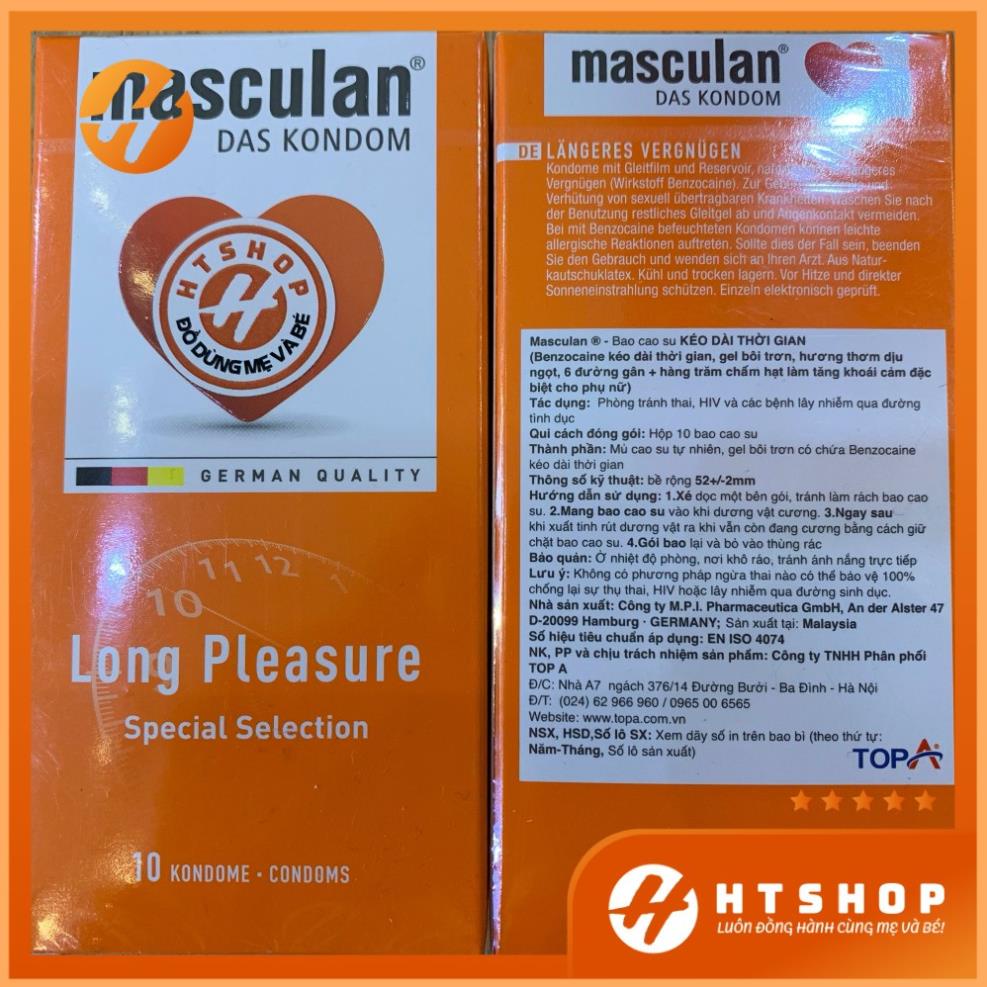 masculan®
DAS KONDOM
HTSHOP
ĐỒ DÙNG MẸ VÀ BÉ
GERMAN QUALITY
10 11 12 1
Long Pleasure
Special Selection
10 KONDOME · CONDOMS
masculan®
DAS KONDOM
DE LÄNGERES VERGNÜGEN
Kondome mit Gleitfilm und Reservoir,
Vergnügen (Wirkstoff Benzocaine). Zur
Verhütung von sexuell übertragbaren Krankheiten. Waschen Sie nach
der Benutzung restliches Gleitgel ab und Augenkontakt vermeiden.
Bei mit Benzocaine befeuchteten Kondomen können leichte
allergische Reaktionen auftreten. Sollte dies der Fall sein, beenden
Sie den Gebrauch und wenden sich an Ihren Arzt. Aus Natur-
kautschuklatex. Kühl und trocken lagern. Vor Hitze und direkter
Sonneneinstrahlung schützen. Einzeln elektronisch geprüft.
Masculan ® - Bao cao su KÉO DÀI THỜI GIAN
(Benzocaine kéo dài thời gian, gel bôi trơn, hương thơm dịu
ngọt, 6 đường gân + hàng trăm chấm hạt làm tăng khoái cảm đặc
biệt cho phụ nữ)
Tác dụng: Phòng tránh thai, HIV và các bệnh lây nhiễm qua đường
tình dục
Qui cách đóng gói: Hộp 10 bao cao su
Thành phần: Mủ cao su tự nhiên, gel bôi trơn có chứa Benzocaine
kéo dài thời gian
Thông số kỹ thuật: bề rộng 52+/-2mm
Hướng dẫn sử dụng: 1.Xé dọc một bên gói, tránh làm rách bao cao
su. 2.Mang bao cao su vào khi dương vật cương. 3.Ngay sau
khi xuất tinh rút dương vật ra khi vẫn còn đang cương bằng cách giữ
chặt bao cao su. 4.Gói bao lại và bỏ vào thùng rác
Bảo quản: Ở nhiệt độ phòng, nơi khô ráo, tránh ánh nắng trực tiếp
Lưu ý: Không có phương pháp ngừa thai nào có thể bảo vệ 100%
chống lại sự thụ thai, HIV hoặc lây nhiễm qua đường sinh dục.
Nhà sản xuất: Công ty M.P.I. Pharmaceutica GmbH, An der Alster 47
D-20099 Hamburg · GERMANY; Sản xuất tại: Malaysia
Số hiệu tiêu chuẩn áp dụng: EN ISO 4074
NK, PP và chịu trách nhiệm sản phẩm: Công ty TNHH Phân phối
TOP A
Đ/C: Nhà A7 ngách 376/14 Đường Bưởi - Ba Đình - Hà Nội
Đ/T: (024) 62 966 960 / 0965 00 6565
Website: www.topa.com.vn
NSX, HSD,Số lô SX: Xem dãy số in trên bao bì (theo thứ tự:
Năm-Tháng, Số lô sản xuất)
TOPA
HTSHOP
LUÔN ĐỒNG HÀNH CÙNG MẸ VÀ BÉ!